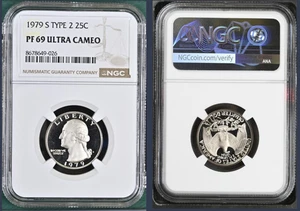 1979 S TYPE 2 25C
PF 69 ULTRA CAMEO
8678649-026
NGC
NUMISMATIC GUARANTY COMPANY
LIBERTY
1979
NGC
NGCcoin.com/verify
ANA